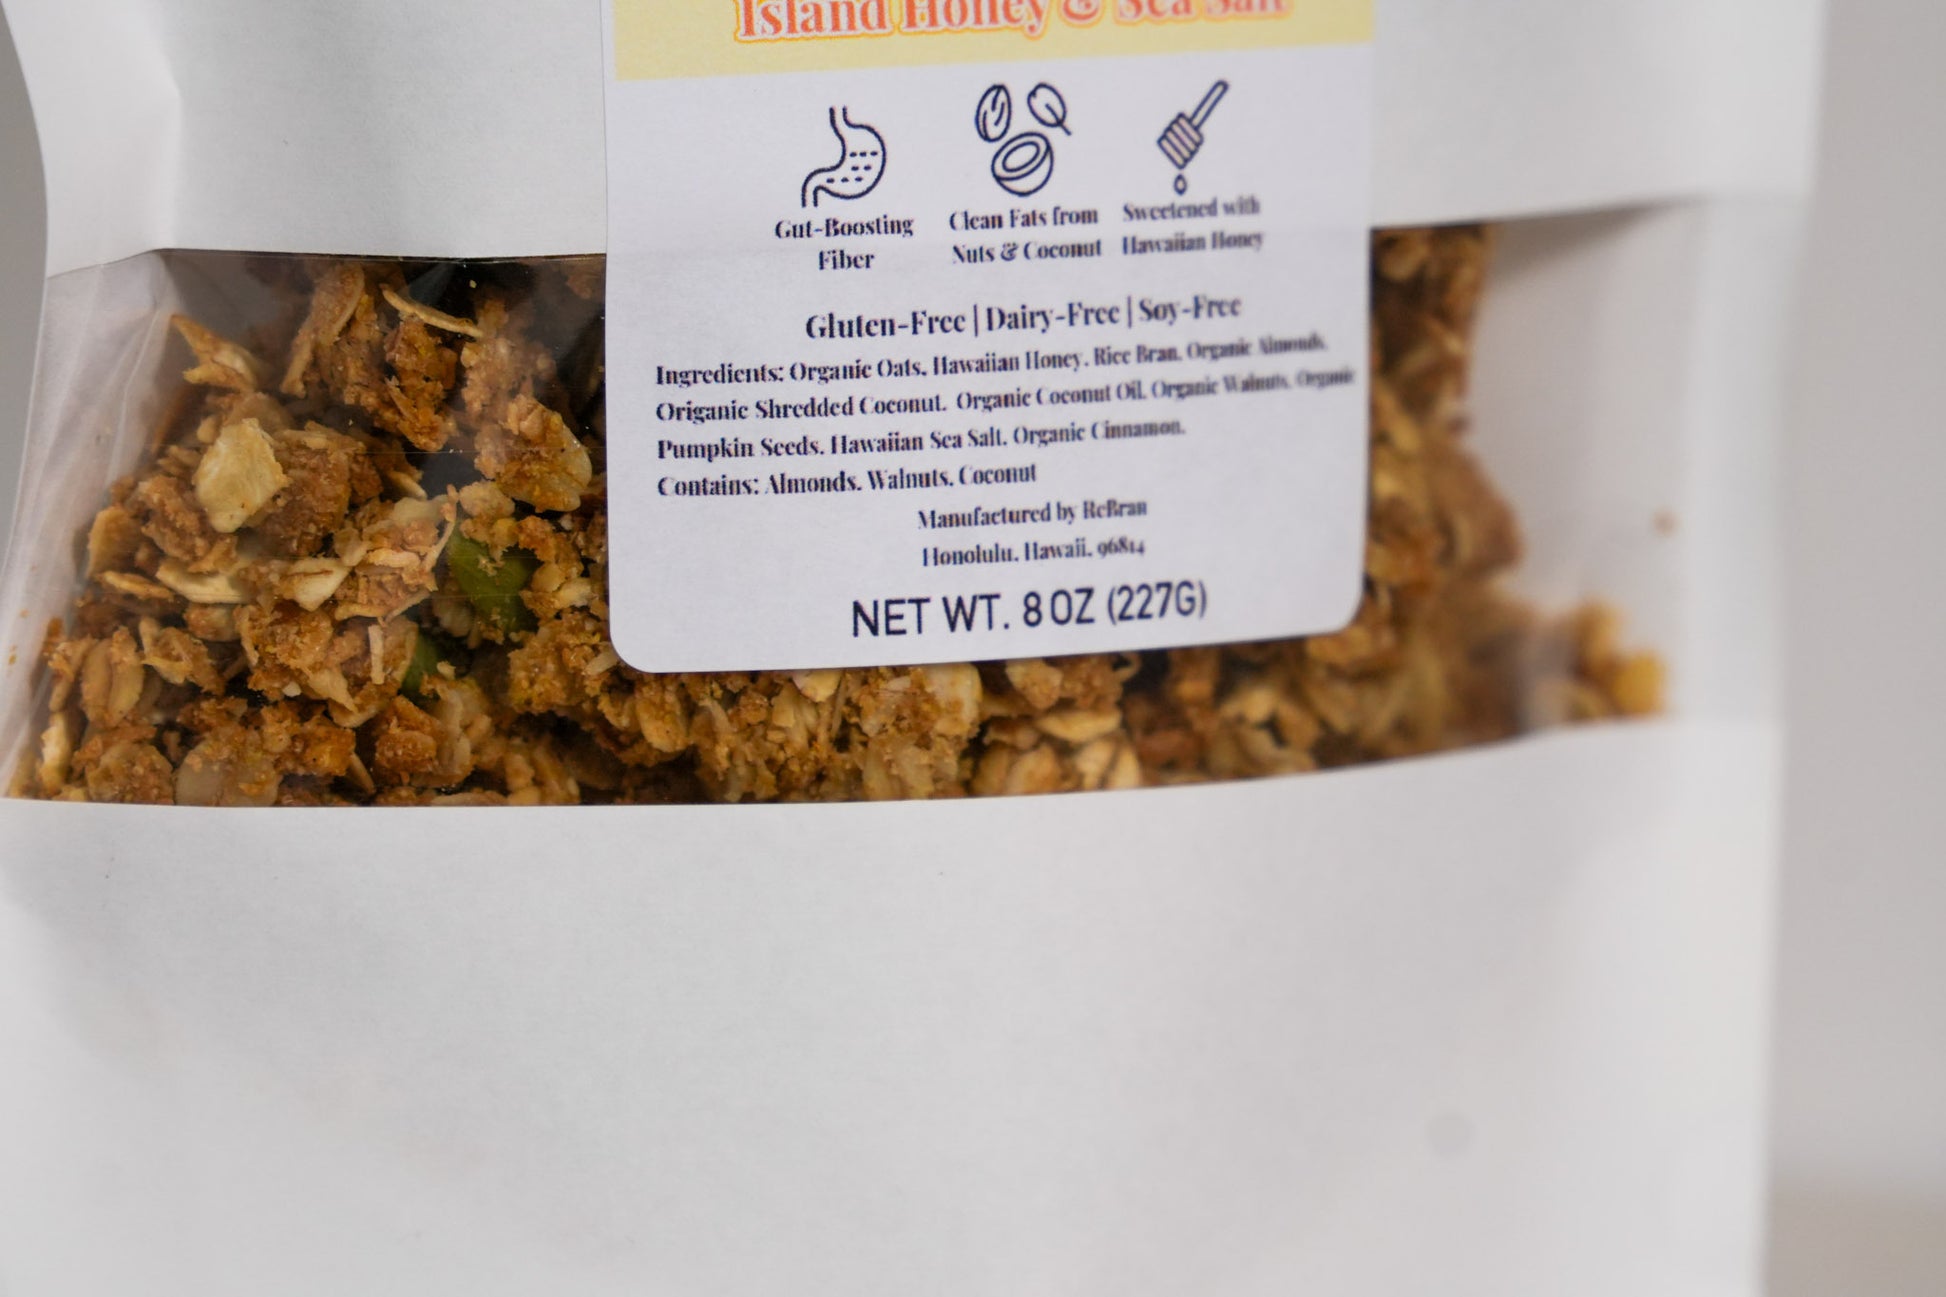 Island Honey & Sea Salt
Gut-Boosting
Fiber
Clean Fats from
Nuts & Coconut
Sweetened with
Hawaiian Honey
Gluten-Free | Dairy-Free | Soy-Free
Ingredients: Organic Oats, Hawaiian Honey, Rice Bran, Organic Almonds,
Origanic Shredded Coconut, Organic Coconut Oil, Organic Walnuts, Organic
Pumpkin Seeds, Hawaiian Sea Salt, Organic Cinnamon.
Contains: Almonds, Walnuts, Coconut
Manufactured by ReBran
Honolulu, Hawaii, 96814
NET WT. 8 OZ (227G)